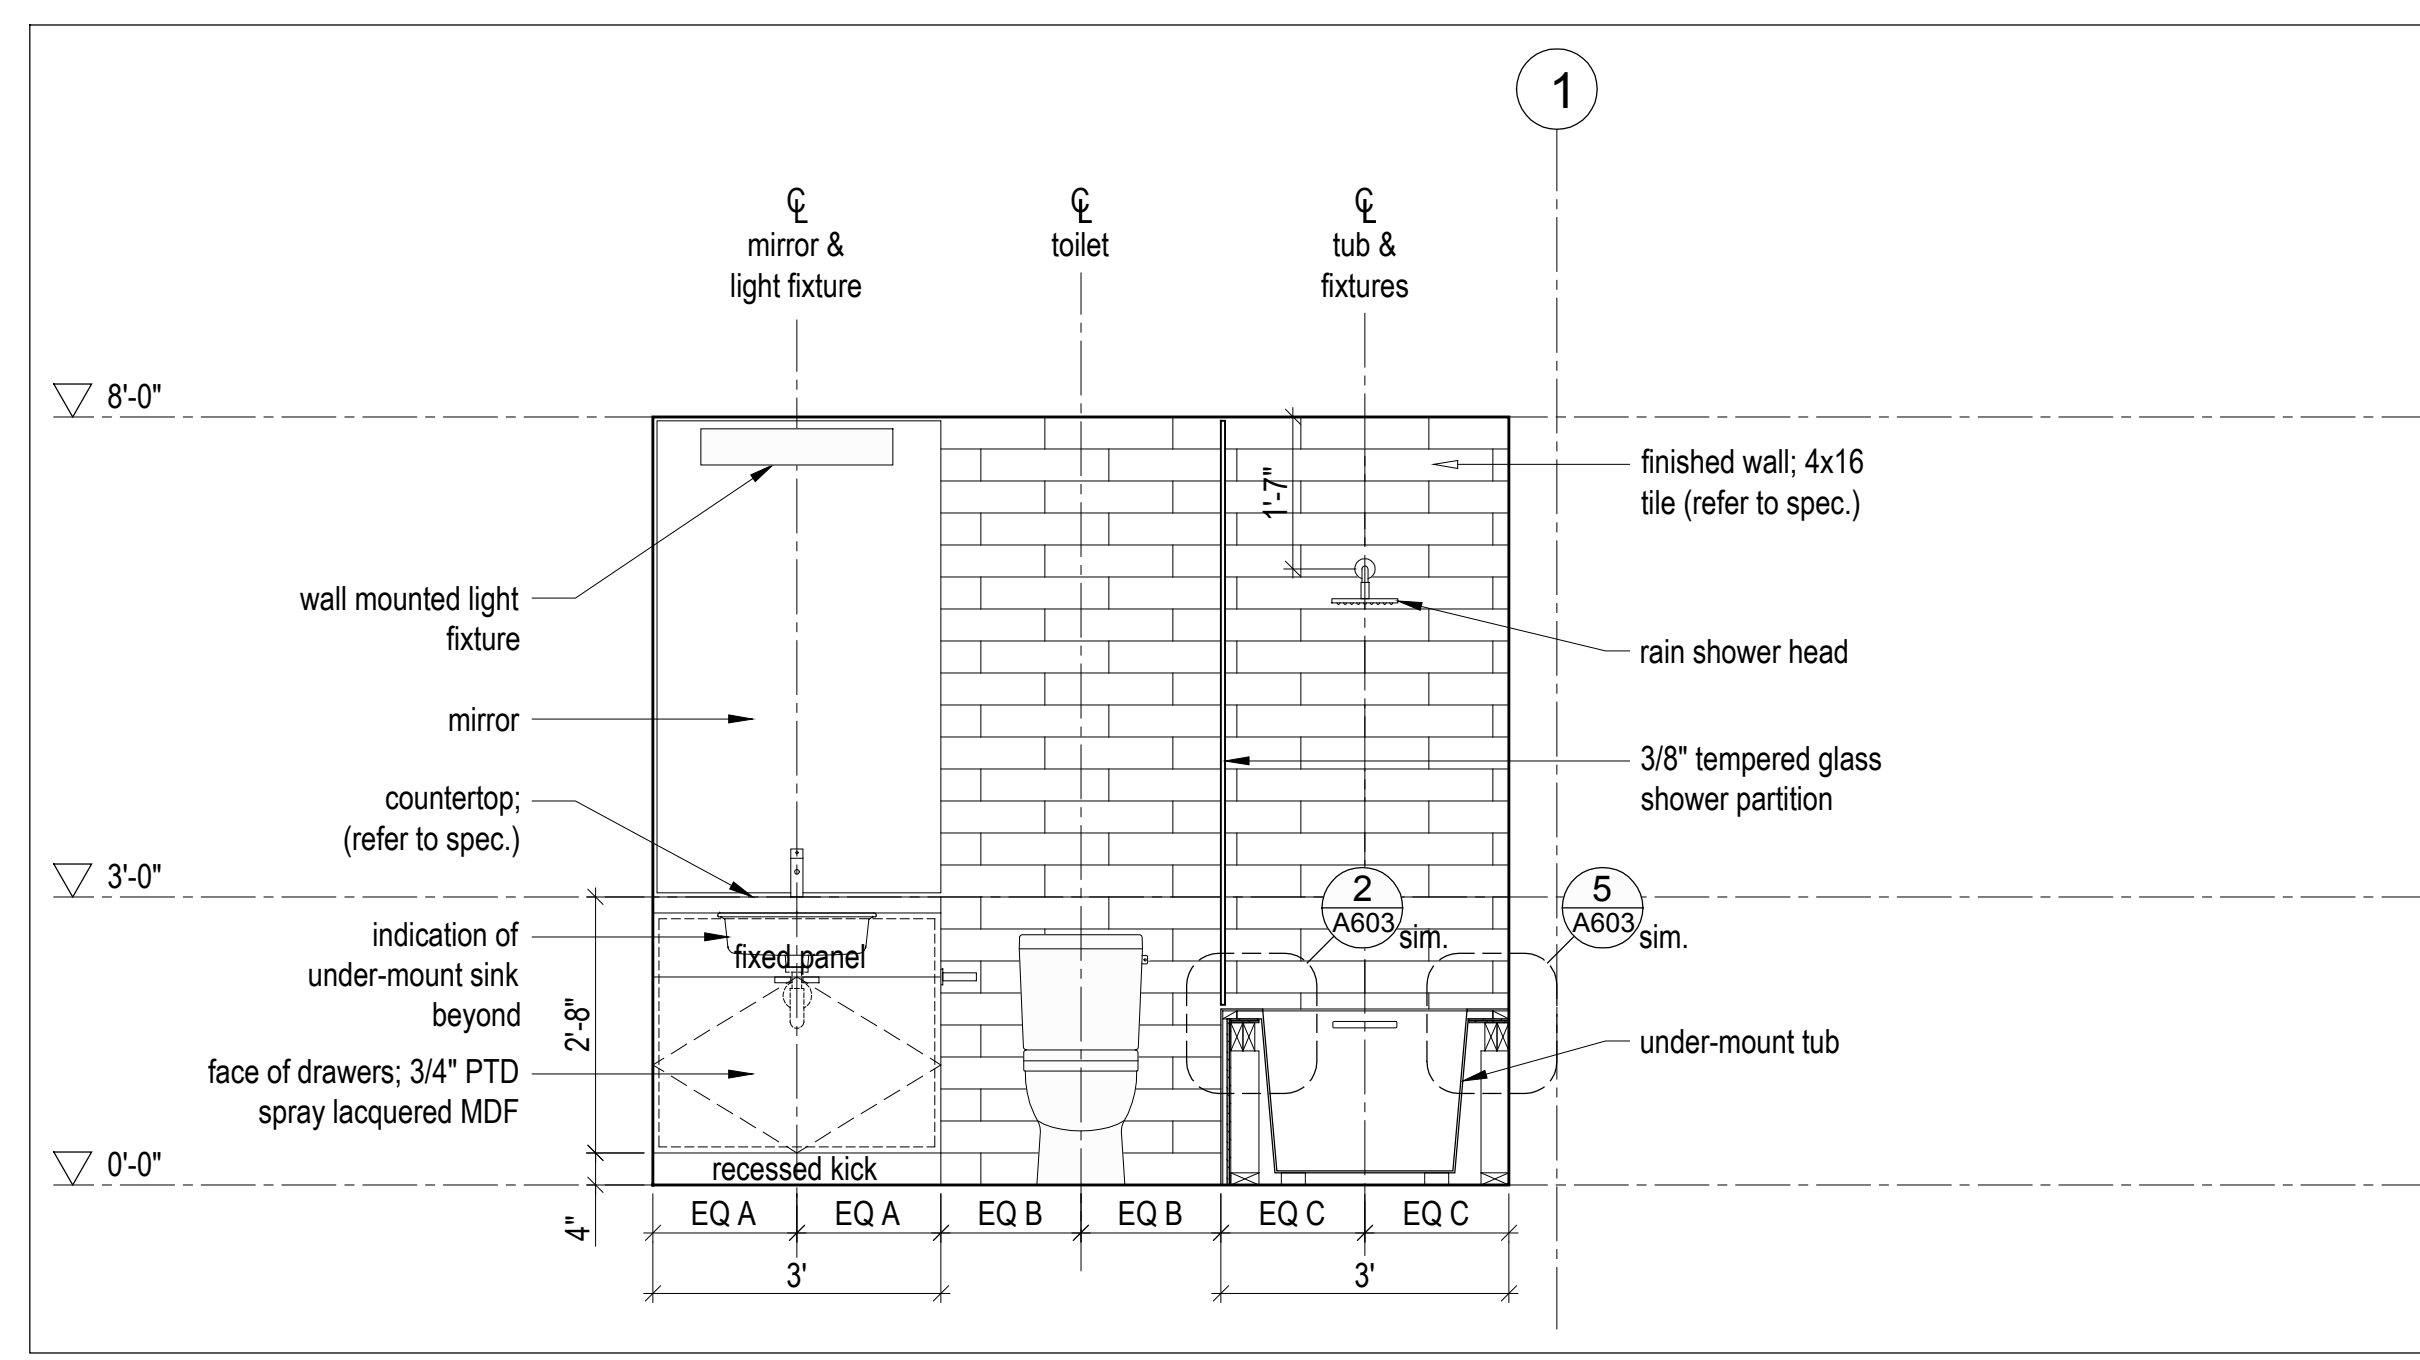 1
℄
mirror &
light fixture
℄
toilet
℄
tub &
fixtures
8'-0"
1'-7"
finished wall; 4x16
tile (refer to spec.)
wall mounted light
fixture
rain shower head
mirror
3/8" tempered glass
shower partition
countertop;
(refer to spec.)
3'-0"
2
A603
sim.
5
A603
sim.
indication of
under-mount sink
beyond
fixed panel
2'-8"
under-mount tub
face of drawers; 3/4" PTD
spray lacquered MDF
0'-0"
recessed kick
4"
EQ A
EQ A
EQ B
EQ B
EQ C
EQ C
3'
3'